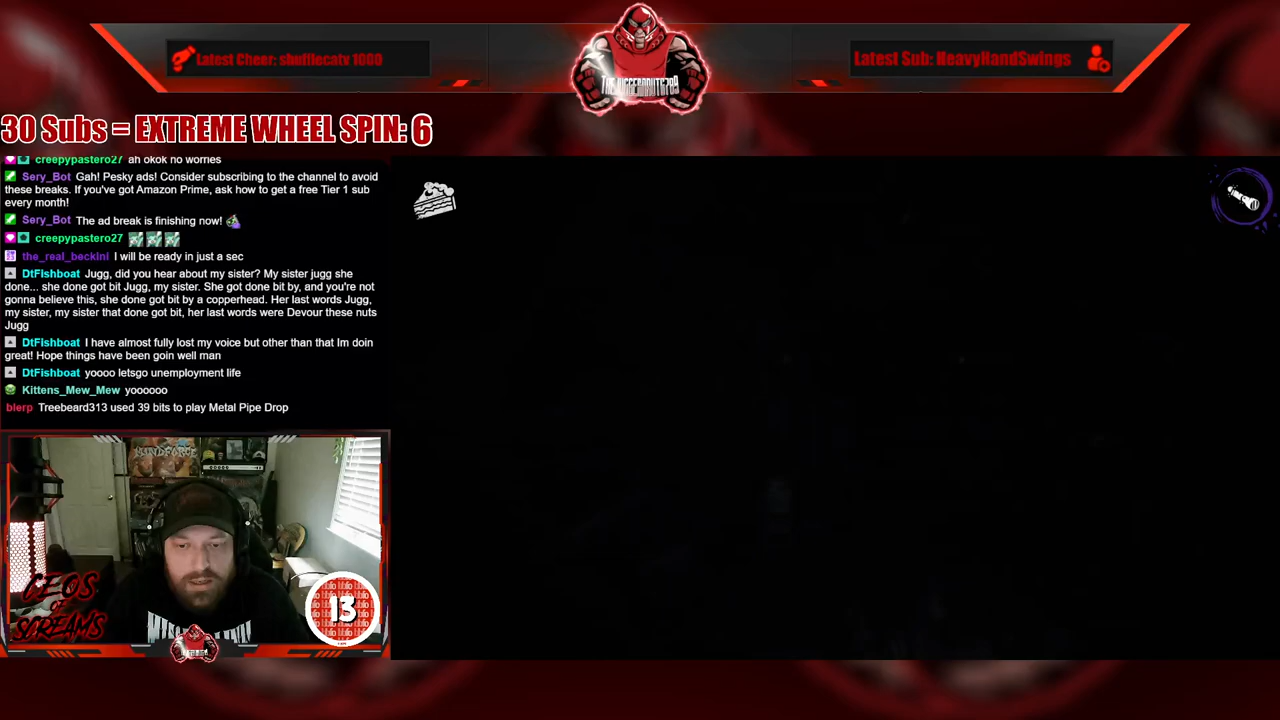 Latest Cheer: shufflecatv 1000
THEJUGGERNAUT6789
Latest Sub: HeavyHandSwings
30 Subs = EXTREME WHEEL SPIN: 6
creepypastero27 ah okok no worries
Sery_Bot Gah! Pesky ads! Consider subscribing to the channel to avoid
these breaks. If you've got Amazon Prime, ask how to get a free Tier 1 sub
every month!
Sery_Bot The ad break is finishing now!
creepypastero27
the_real_beckini I will be ready in just a sec
DtFishboat Jugg, did you hear about my sister? My sister jugg she
done... she done got bit Jugg, my sister. She got done bit by, and you're not
gonna believe this, she done got bit by a copperhead. Her last words Jugg,
my sister, my sister that done got bit, her last words were Devour these nuts
Jugg
DtFishboat I have almost fully lost my voice but other than that Im doin
great! Hope things have been goin well man
DtFishboat yoooo letsgo unemployment life
Kittens_Mew_Mew yoooooo
blerp Treebeard313 used 39 bits to play Metal Pipe Drop
MINDFORCE
CEOS
OF
SCREAMS
13